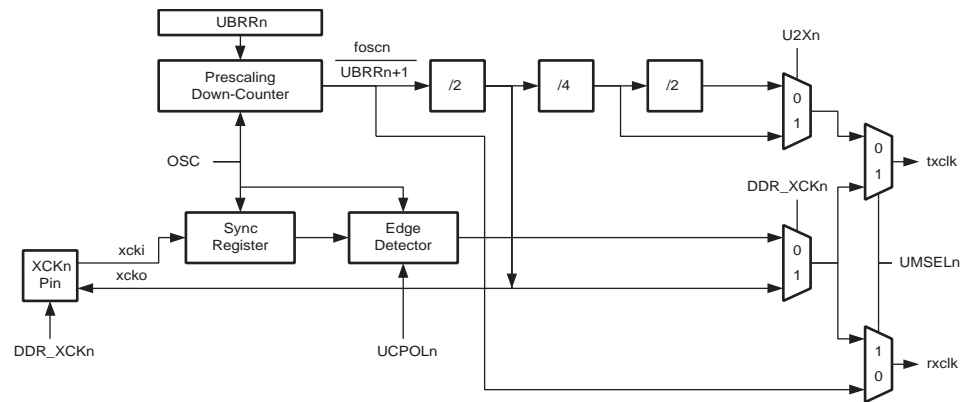 UBRRn
foscn
UBRRn+1
U2Xn
Prescaling
Down-Counter
/2
/4
/2
0
1
OSC
0
1
txclk
DDR_XCKn
Sync
Register
Edge
Detector
xcki
XCKn
Pin
xcko
0
1
UMSELn
DDR_XCKn
UCPOLn
1
0
rxclk